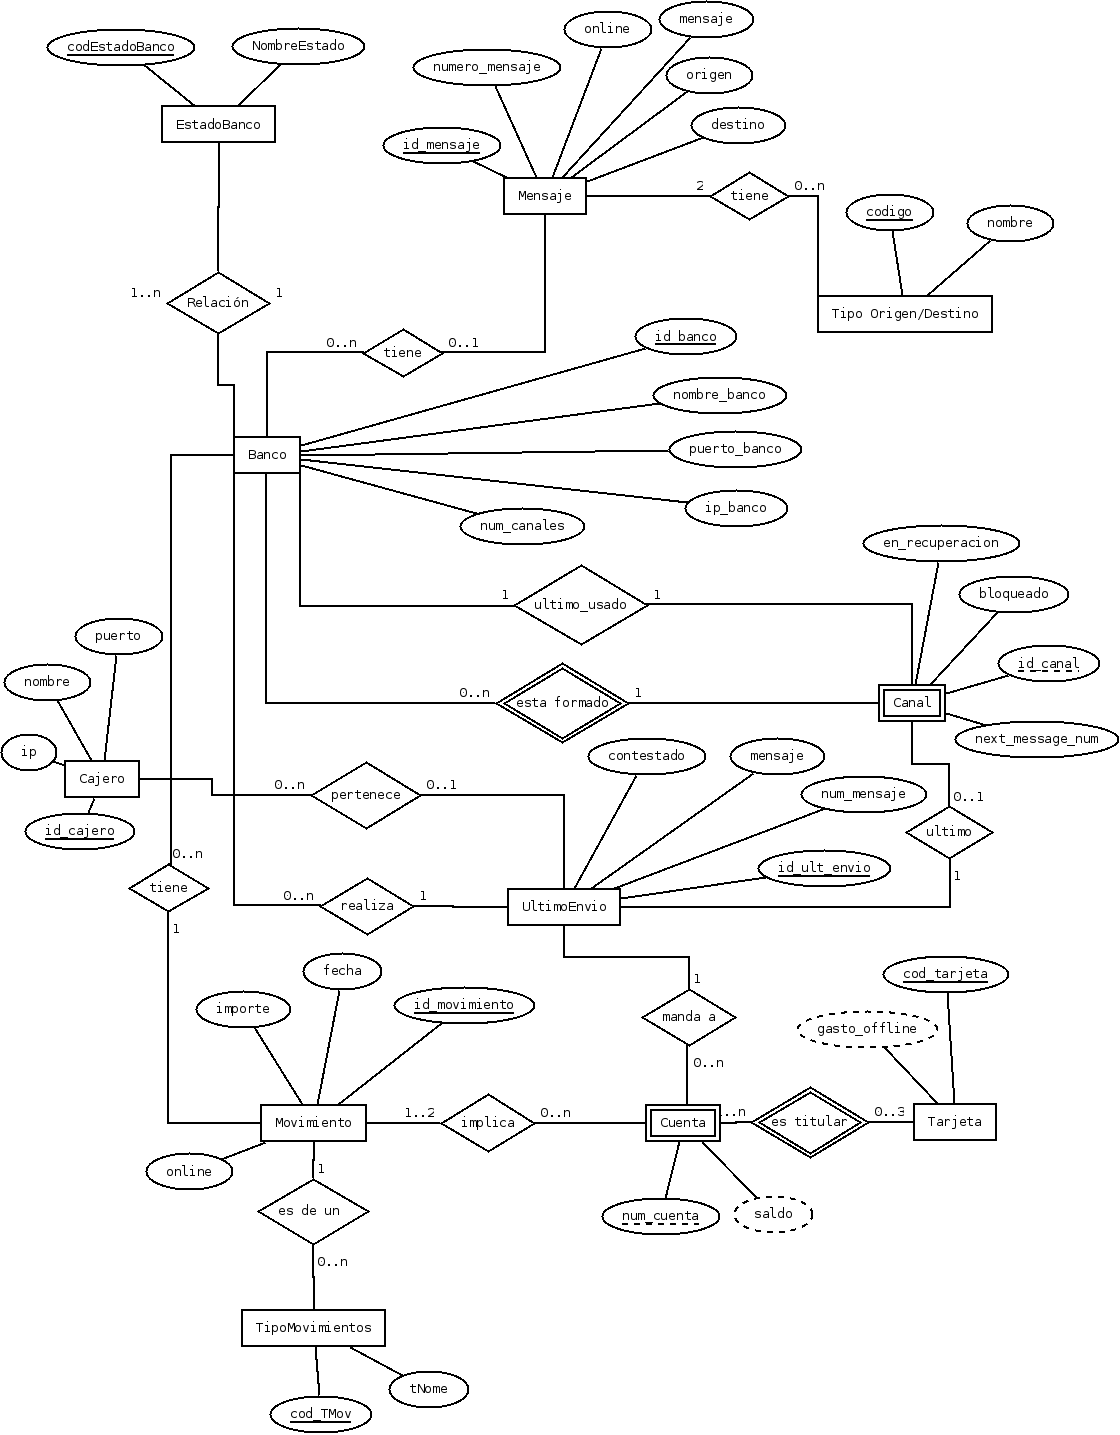 mensaje
online
codEstadoBanco
NombreEstado
numero_mensaje
origen
EstadoBanco
destino
id_mensaje
Mensaje
2
tiene
0..n
codigo
nombre
1..n
Relación
1
Tipo Origen/Destino
id_banco
0..n
tiene
0..1
nombre_banco
puerto_banco
Banco
ip_banco
num_canales
en_recuperacion
1
ultimo_usado
1
bloqueado
puerto
id_canal
nombre
0..n
esta formado
1
Canal
next_message_num
ip
contestado
mensaje
Cajero
0..n
pertenece
0..1
num_mensaje
0..1
id_cajero
ultimo
0..n
tiene
id_ult_envio
1
0..n
realiza
1
UltimoEnvio
1
fecha
cod_tarjeta
1
importe
id_movimiento
manda a
gasto_offline
0..n
Movimiento
1..2
implica
0..n
Cuenta
..n
es titular
0..3
Tarjeta
online
1
es de un
num_cuenta
saldo
0..n
TipoMovimientos
tNome
cod_TMov